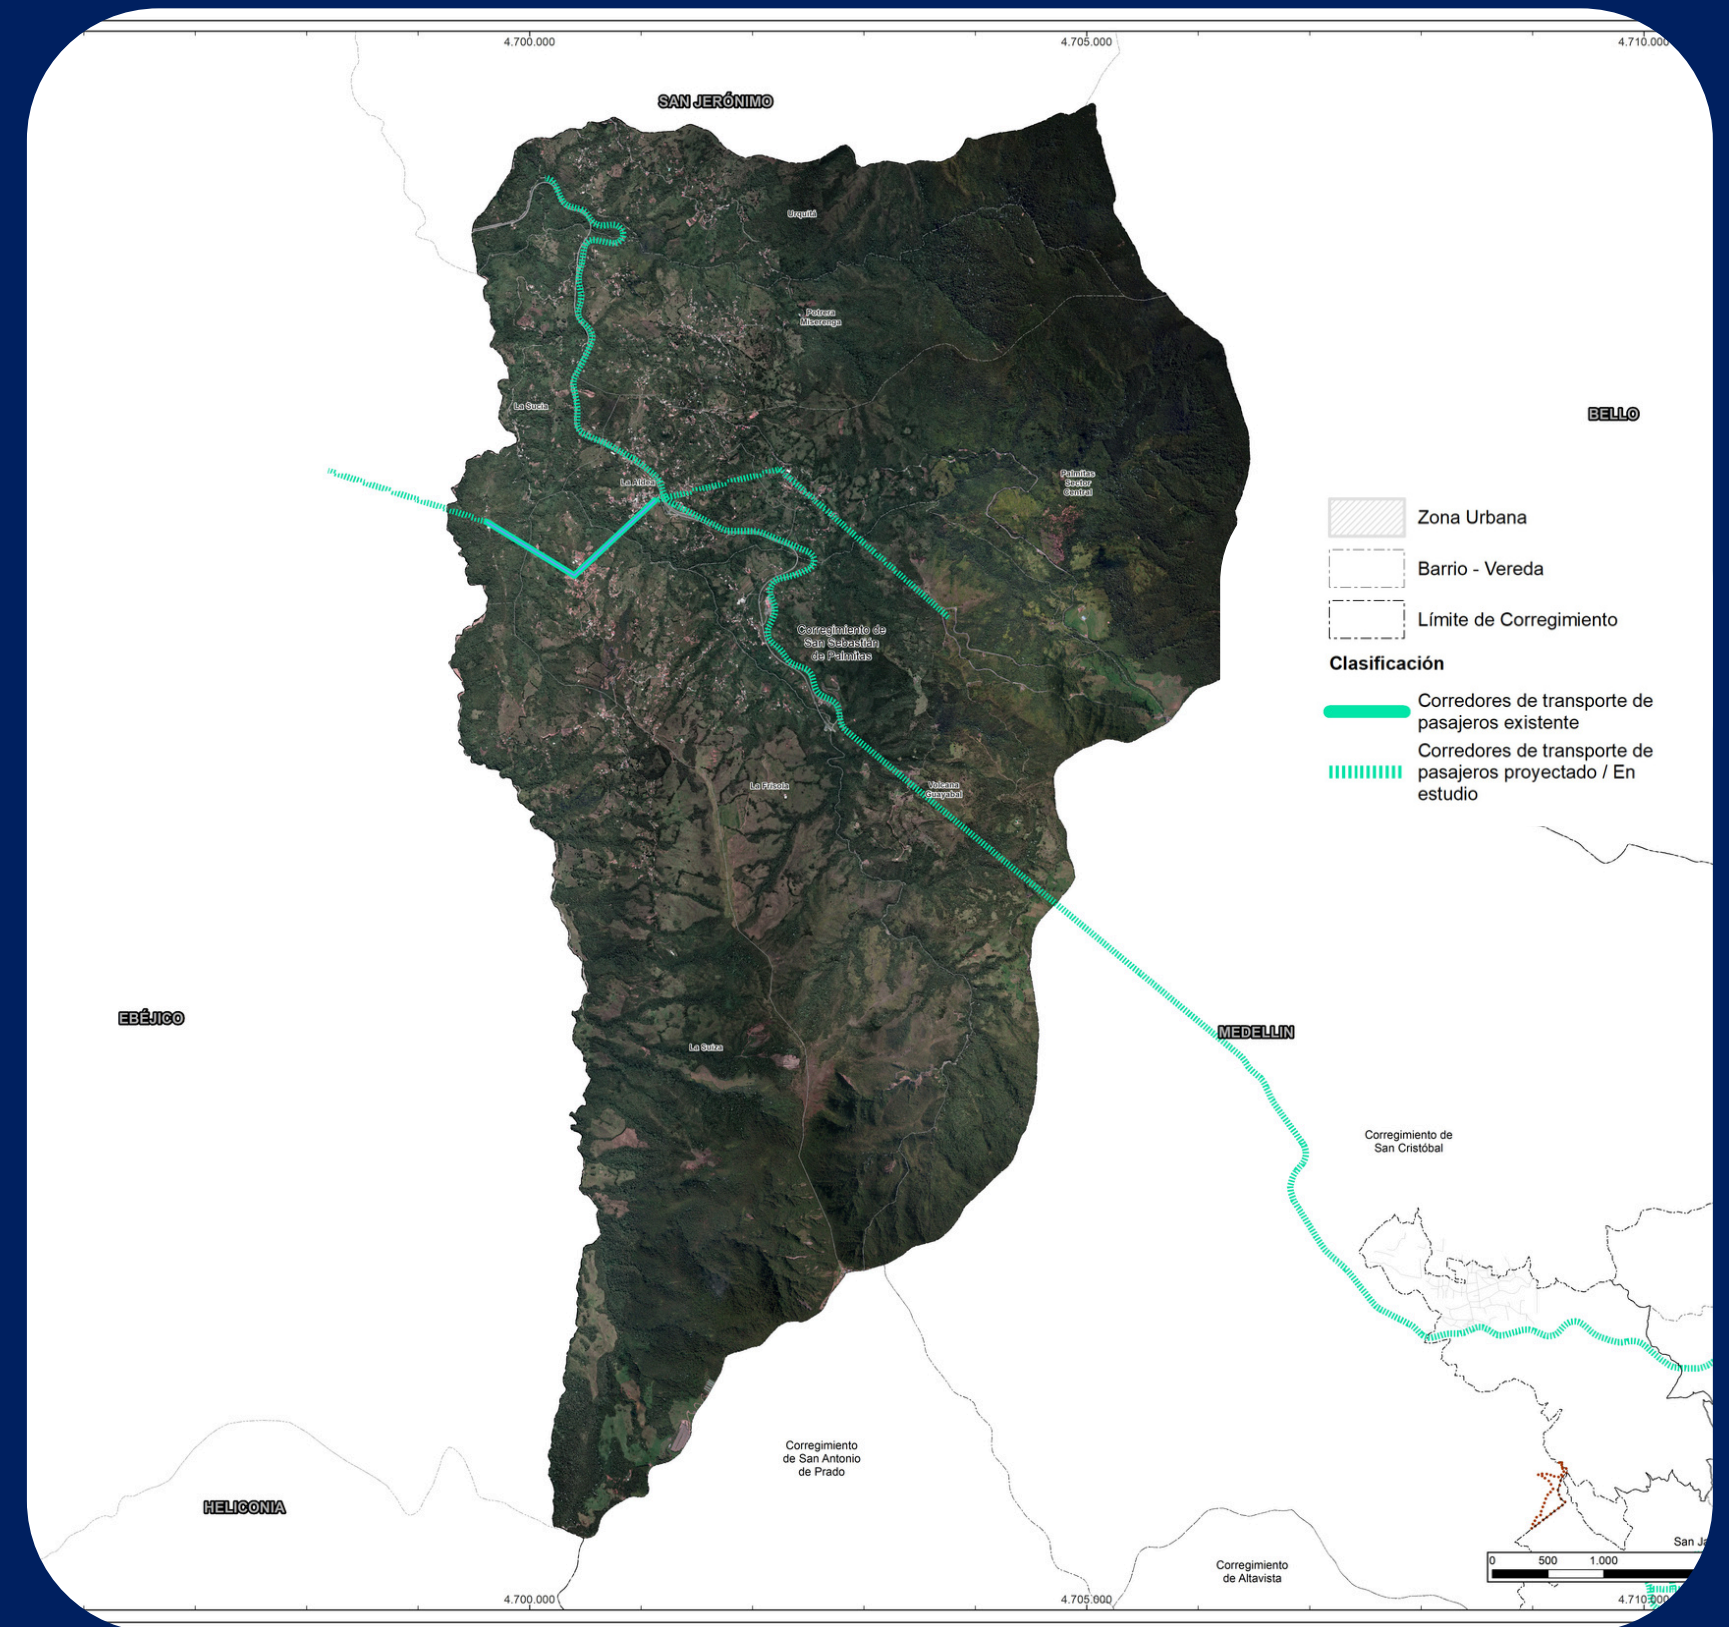 4.700.000
4.705.000
4.710.000
SAN JERÓNIMO
Urquitá
Potrera
Miserenga
La Sucia
BELLO
La Aldea
Palmitas
Sector
Central
Zona Urbana
Barrio - Vereda
Límite de Corregimiento
Clasificación
Corredores de transporte de
pasajeros existente
Corredores de transporte de
pasajeros proyectado / En
estudio
Corregimiento de
San Sebastián
de Palmitas
La Frisola
Volcana
Guayabal
EBÉJICO
MEDELLIN
La Suiza
Corregimiento de
San Cristóbal
Corregimiento
de San Antonio
de Prado
HELICONIA
Corregimiento
de Altavista
San Ja
0 500 1.000
4.700.000
4.705.000
4.710.000